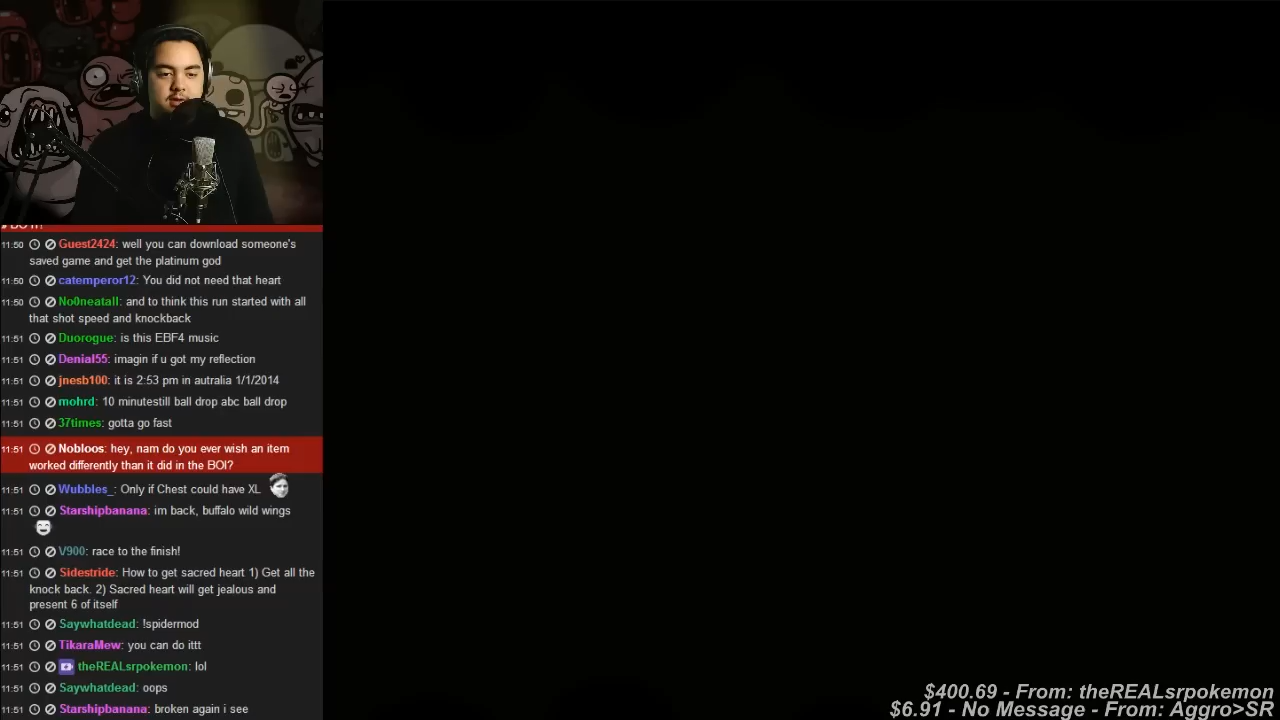 11:50 Guest2424: well you can download someone's
saved game and get the platinum god
11:50 catemperor12: You did not need that heart
11:50 No0neatall: and to think this run started with all
that shot speed and knockback
11:51 Duorogue: is this EBF4 music
11:51 Denial55: imagin if u got my reflection
11:51 jnesb100: it is 2:53 pm in autralia 1/1/2014
11:51 mohrd: 10 minutestill ball drop abc ball drop
11:51 37times: gotta go fast
11:51 Nobloos: hey, nam do you ever wish an item
worked differently than it did in the BOI?
11:51 Wubbles_: Only if Chest could have XL
11:51 Starshipbanana: im back, buffalo wild wings
11:51 V900: race to the finish!
11:51 Sidestride: How to get sacred heart 1) Get all the
knock back. 2) Sacred heart will get jealous and
present 6 of itself
11:51 Saywhatdead: !spidermod
11:51 TikaraMew: you can do ittt
11:51 theREALsrpokemon: lol
11:51 Saywhatdead: oops
11:51 Starshipbanana: broken again i see
$400.69 - From: theREALsrpokemon
$6.91 - No Message - From: Aggro>SR